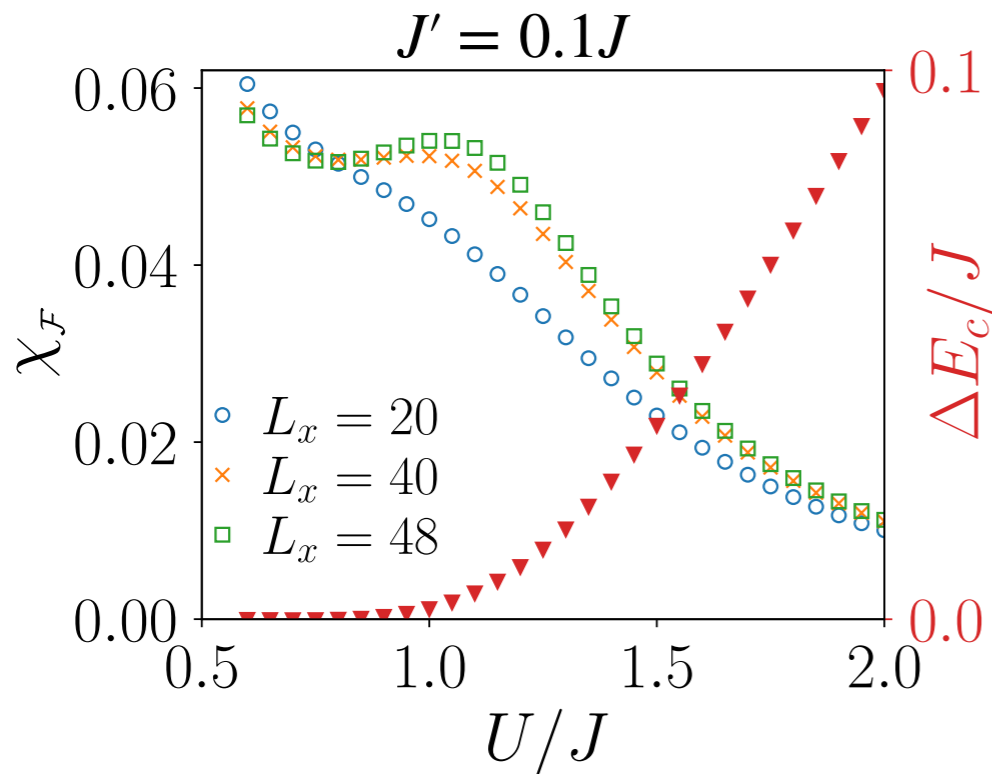 J′ = 0.1J
0.06
0.04
0.02
0.00
χ_ℱ
L_x = 20
L_x = 40
L_x = 48
0.1
0.0
ΔE_c/J
0.5 1.0 1.5 2.0
U/J